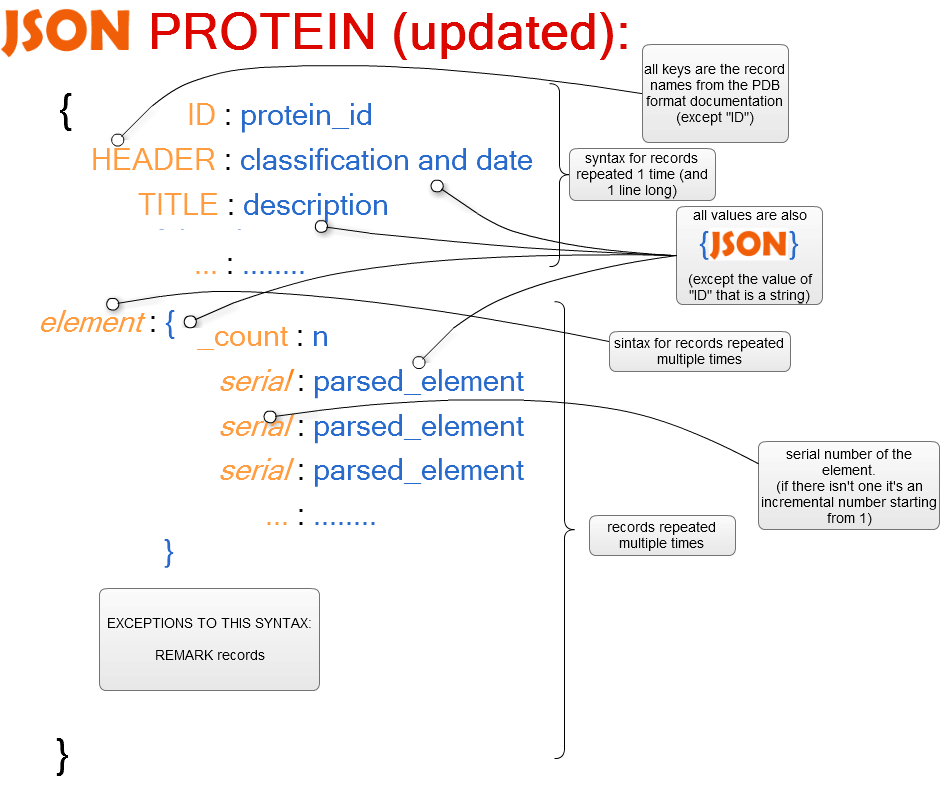 JSON PROTEIN (updated):
all keys are the record
names from the PDB
format documentation
(except "ID")
{
ID : protein_id
HEADER : classification and date
syntax for records
repeated 1 time (and
1 line long)
TITLE : description
all values are also
{JSON}
(except the value of
"ID" that is a string)
... : ........
element : {
_count : n
sintax for records repeated
multiple times
serial : parsed_element
serial : parsed_element
serial : parsed_element
serial number of the
element.
(if there isn't one it's an
incremental number starting
from 1)
... : ........
records repeated
multiple times
}
EXCEPTIONS TO THIS SYNTAX:
REMARK records
}